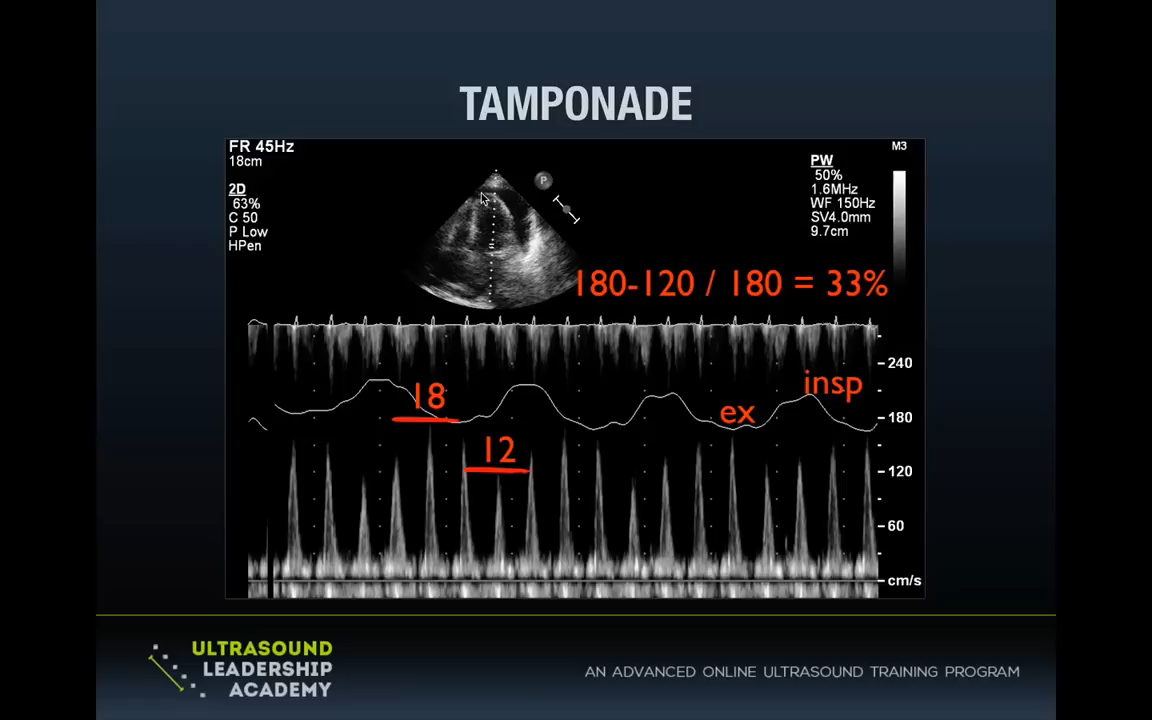 TAMPONADE
FR 45Hz
18cm
2D
63%
C 50
P Low
HPen
P
PW
50%
1.6MHz
WF 150Hz
SV4.0mm
9.7cm
M3
180-120 / 180 = 33%
240
insp
18
ex
180
12
120
60
cm/s
ULTRASOUND
LEADERSHIP
ACADEMY
AN ADVANCED ONLINE ULTRASOUND TRAINING PROGRAM